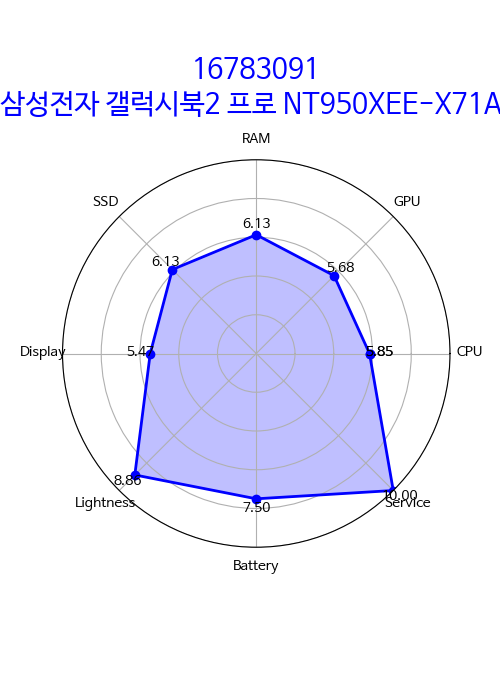 16783091
삼성전자 갤럭시북2 프로 NT950XEE-X71A
RAM
SSD
GPU
6.13
6.13
5.68
Display
5.47
5.85
CPU
8.86
Lightness
10.00
Service
7.50
Battery